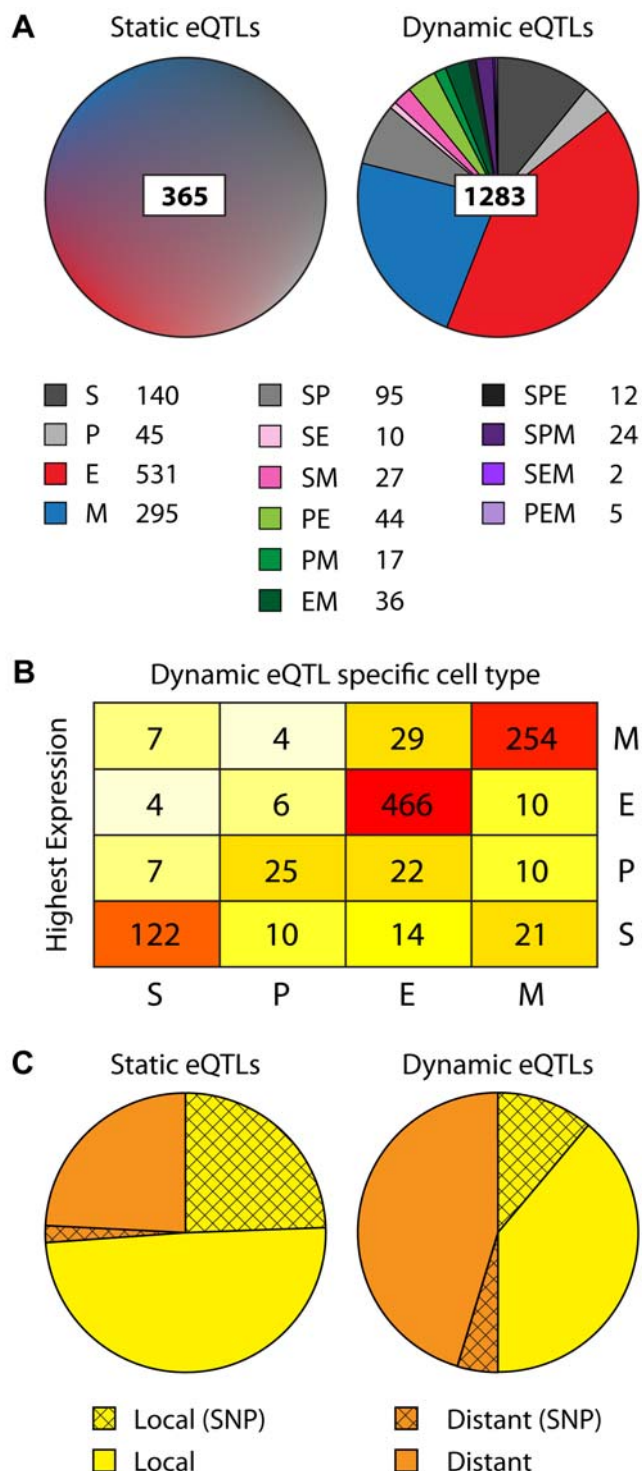 A
Static eQTLs Dynamic eQTLs
365 1283
S 140 SP 95 SPE 12
P 45 SE 10 SPM 24
E 531 SM 27 SEM 2
M 295 PE 44 PEM 5
PM 17
EM 36
B
Dynamic eQTL specific cell type
Highest Expression
7 4 29 254 M
4 6 466 10 E
7 25 22 10 P
122 10 14 21 S
S P E M
C
Static eQTLs Dynamic eQTLs
Local (SNP) Distant (SNP)
Local Distant